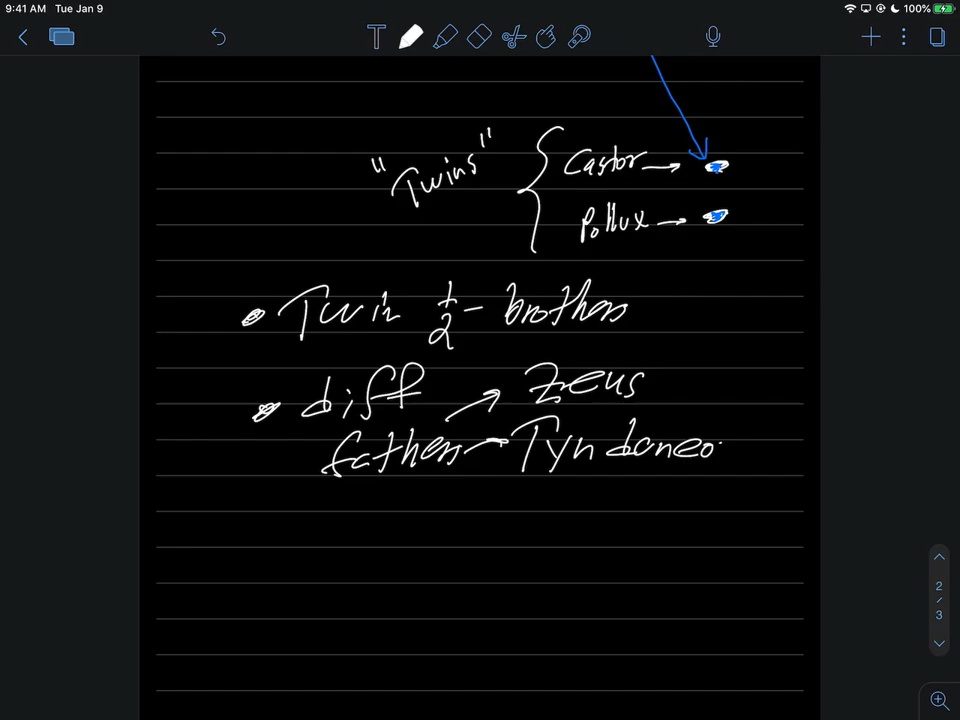 9:41 AM Tue Jan 9
100%
"Twins" { Castor →
Pollux →
• Twin 1/2 - brothers
• diff → Zeus
fathers - Tyndaneo
2
/
3